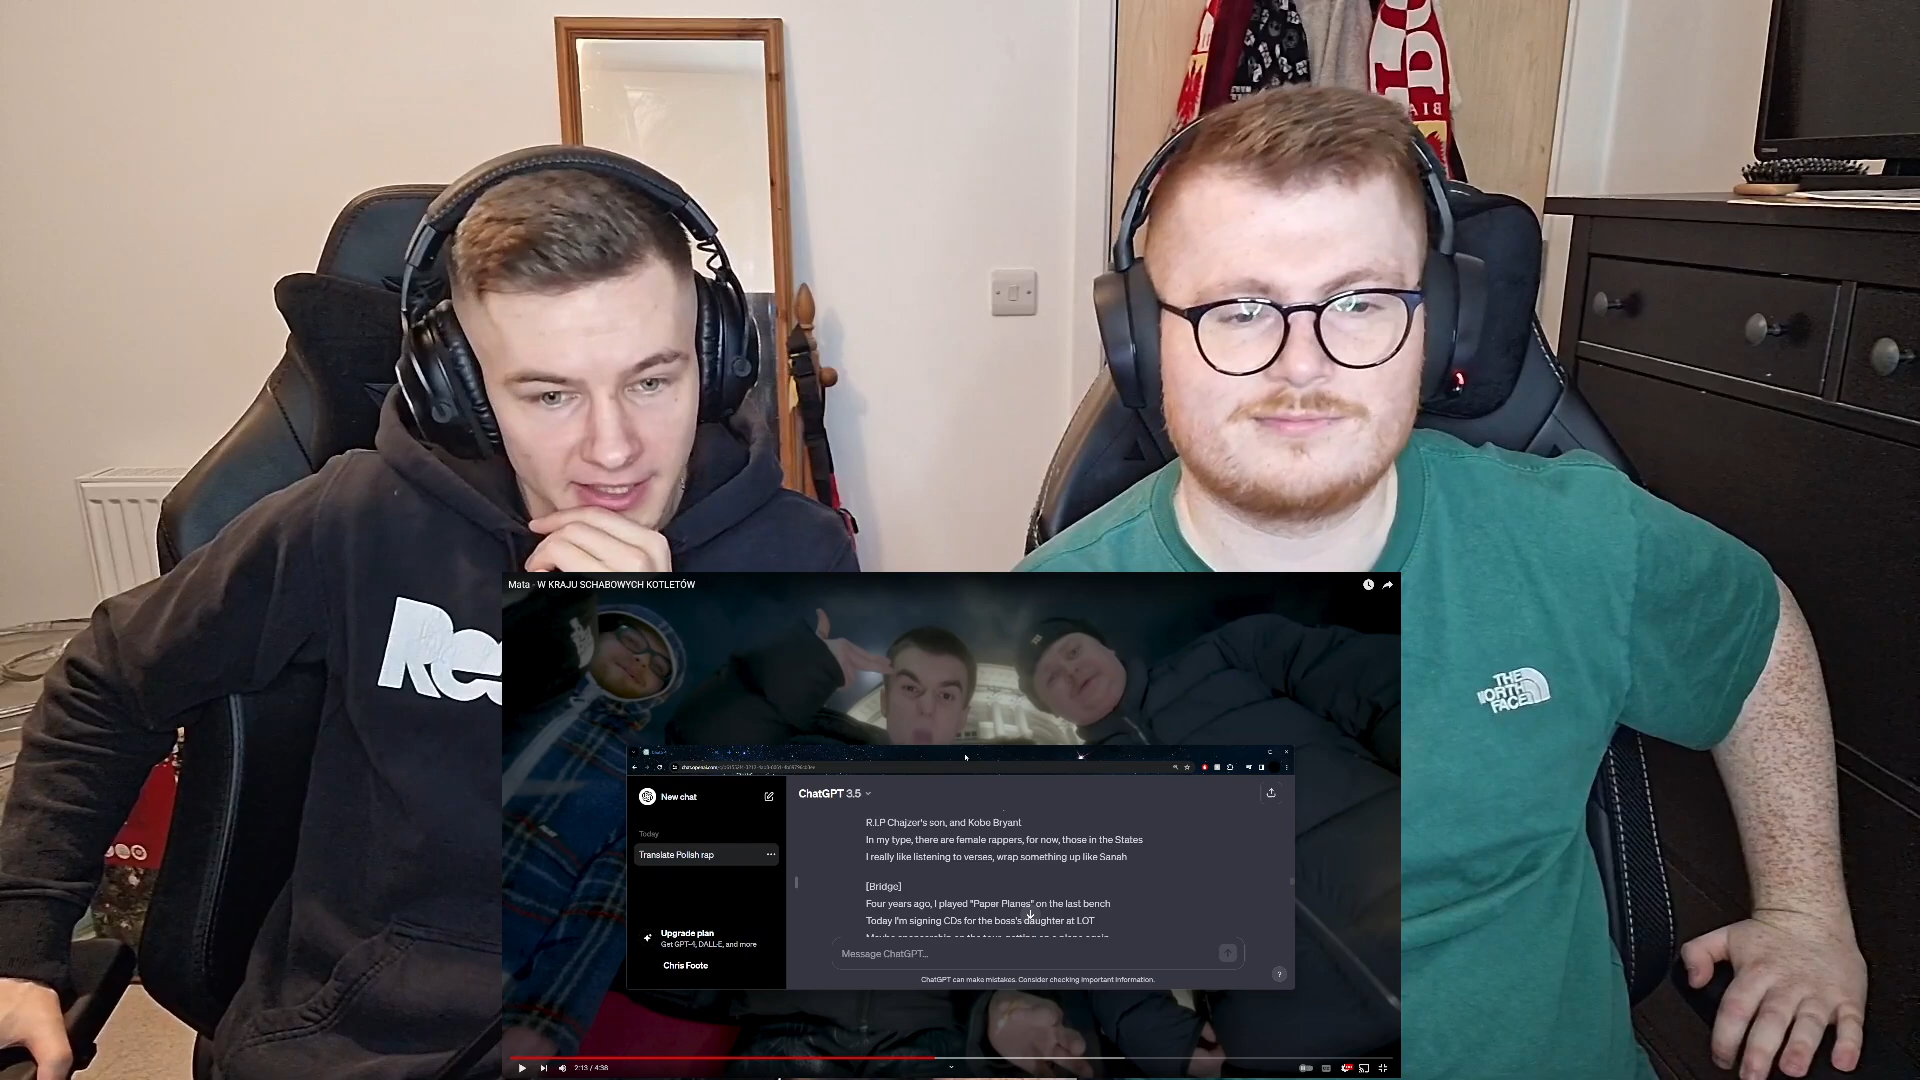 BIA
Ree
THE
NORTH
FACE
Mata - W KRAJU SCHABOWYCH KOTLETÓW
New chat
Today
Translate Polish rap
Upgrade plan
Get GPT-4, DALL·E, and more
Chris Foote
ChatGPT 3.5
R.I.P Chajzer's son, and Kobe Bryant
In my type, there are female rappers, for now, those in the States
I really like listening to verses, wrap something up like Sanah
[Bridge]
Four years ago, I played "Paper Planes" on the last bench
Today I'm signing CDs for the boss's daughter at LOT
Message ChatGPT...
ChatGPT can make mistakes. Consider checking important information.
?
2:13 / 4:38